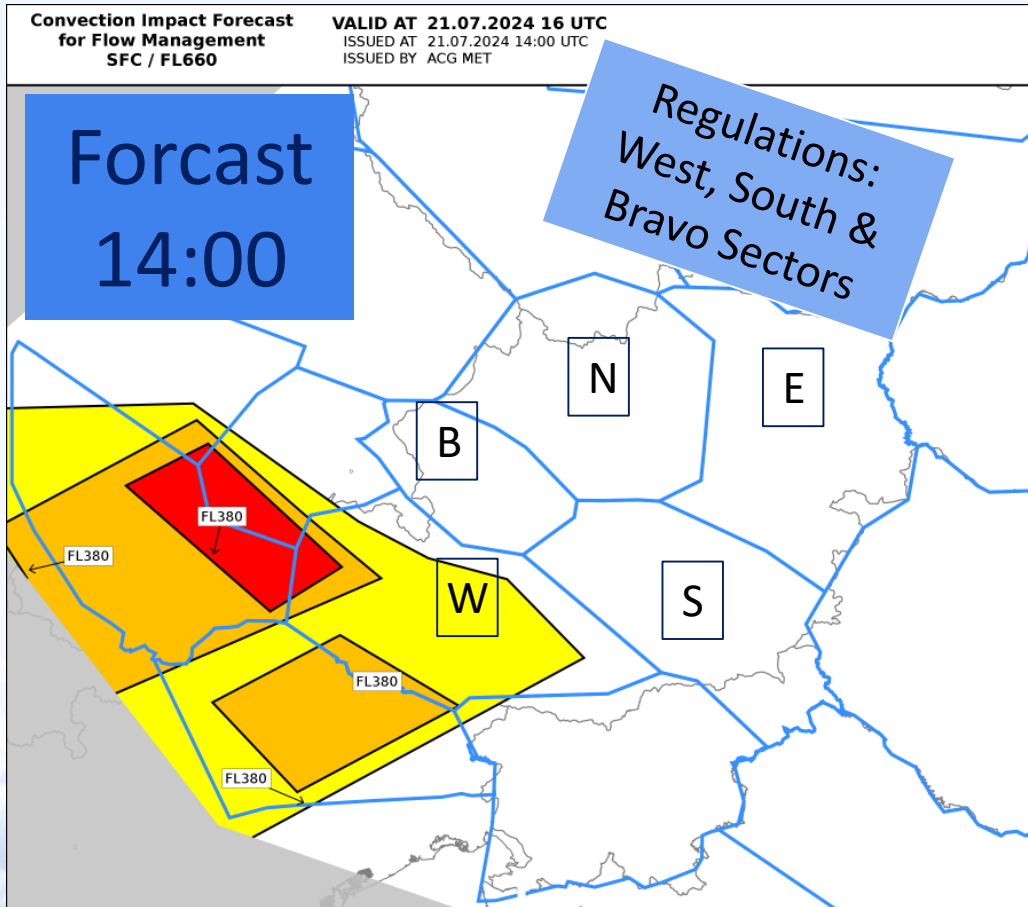 Convection Impact Forecast
for Flow Management
SFC / FL660
VALID AT 21.07.2024 16 UTC
ISSUED AT 21.07.2024 14:00 UTC
ISSUED BY ACG MET
Forcast
14:00
Regulations:
West, South &
Bravo Sectors
N
E
B
FL380
FL380
W
S
FL380
FL380